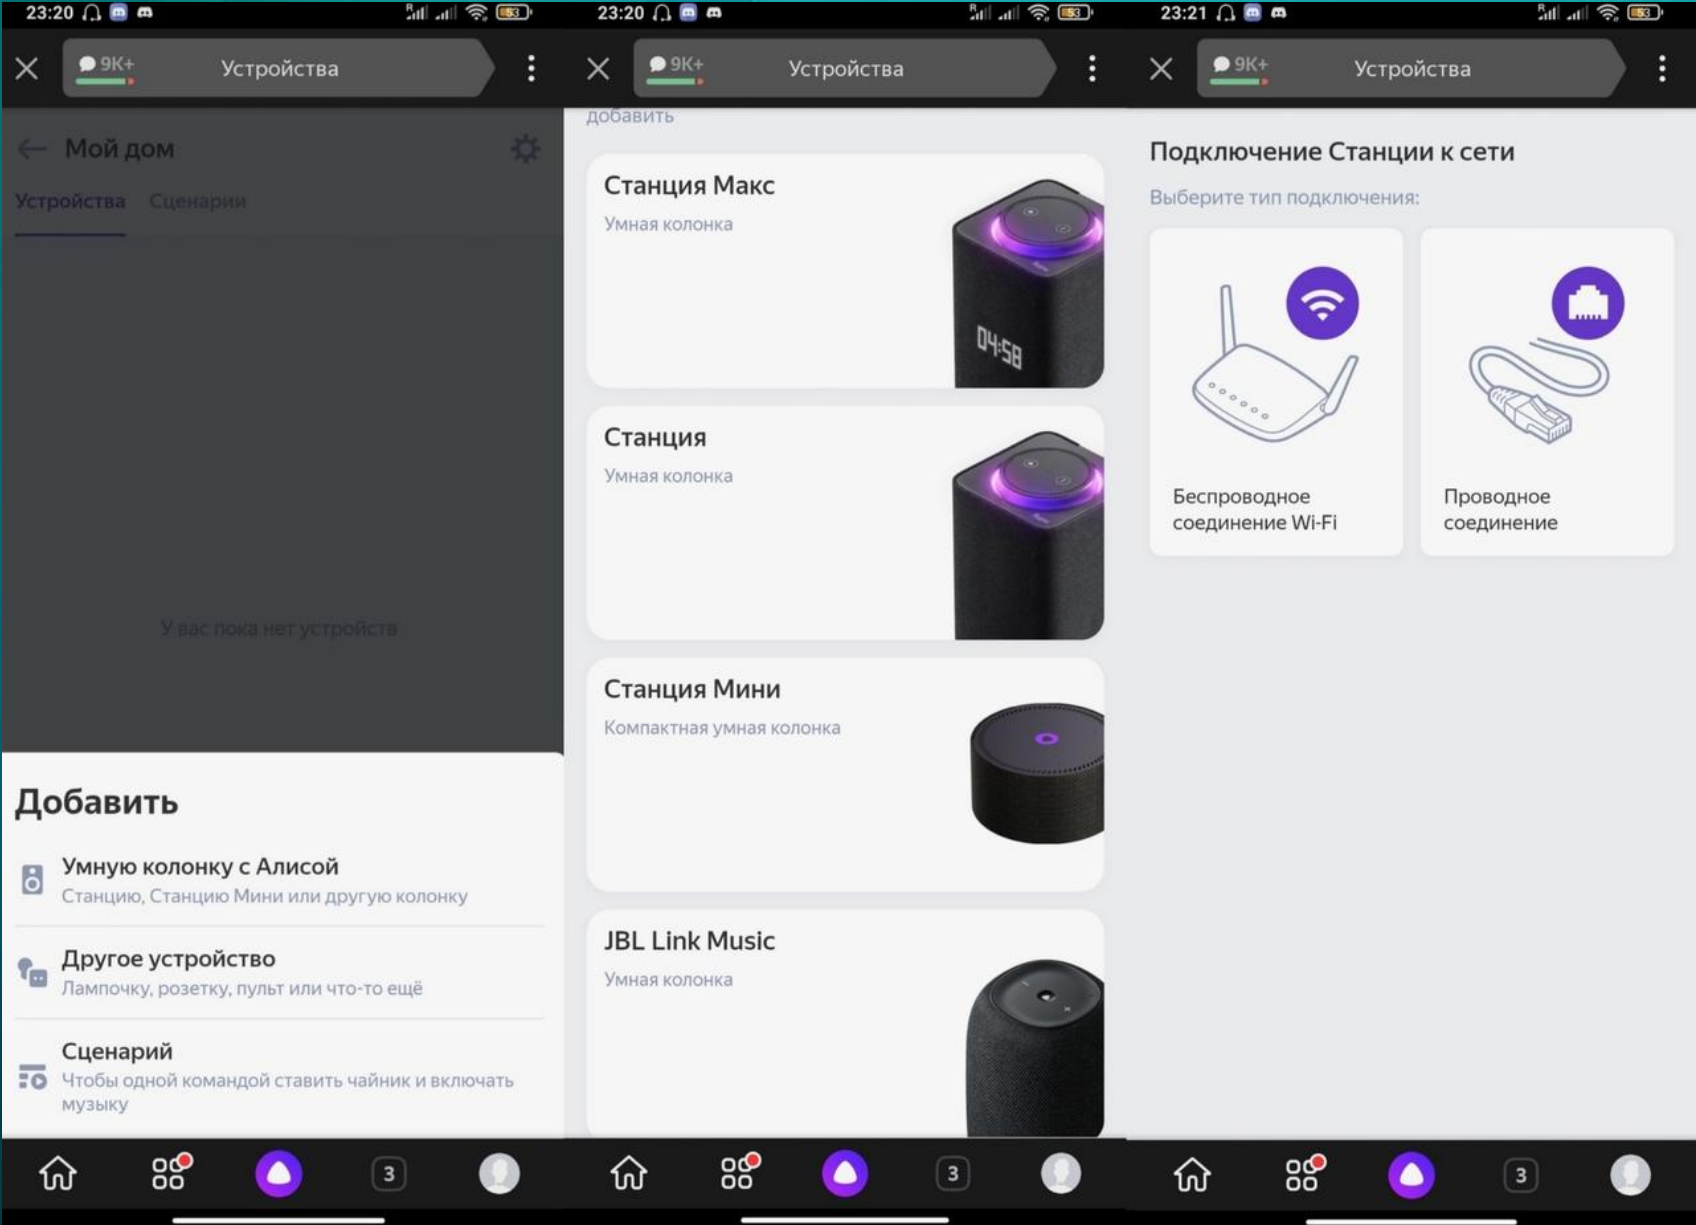 23:20
53
9K+
Устройства
Мой дом
Устройства
Сценарии
У вас пока нет устройств
Добавить
Умную колонку с Алисой
Станцию, Станцию Мини или другую колонку
Другое устройство
Лампочку, розетку, пульт или что-то ещё
Сценарий
Чтобы одной командой ставить чайник и включать
музыку
3
23:20
53
9K+
Устройства
добавить
Станция Макс
Умная колонка
04:58
Станция
Умная колонка
Станция Мини
Компактная умная колонка
JBL Link Music
Умная колонка
3
23:21
53
9K+
Устройства
Подключение Станции к сети
Выберите тип подключения:
Беспроводное
соединение Wi-Fi
Проводное
соединение
3